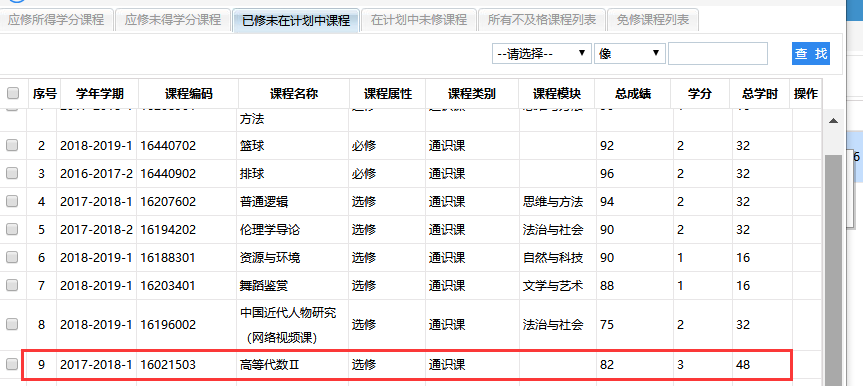 应修所得学分课程 应修未得学分课程 已修未在计划中课程 在计划中未修课程 所有不及格课程列表 免修课程列表
--请选择-- 像 查 找
序号 学年学期 课程编码 课程名称 课程属性 课程类别 课程模块 总成绩 学分 总学时 操作
方法
2 2018-2019-1 16440702 篮球 必修 通识课 92 2 32
3 2016-2017-2 16440902 排球 必修 通识课 96 2 32
4 2017-2018-1 16207602 普通逻辑 选修 通识课 思维与方法 94 2 32
5 2017-2018-2 16194202 伦理学导论 选修 通识课 法治与社会 90 2 32
6 2018-2019-1 16188301 资源与环境 选修 通识课 自然与科技 90 1 16
7 2018-2019-1 16203401 舞蹈鉴赏 选修 通识课 文学与艺术 88 1 16
8 2018-2019-1 16196002 中国近代人物研究 选修 通识课 法治与社会 75 2 32
（网络视频课）
9 2017-2018-1 16021503 高等代数Ⅱ 选修 通识课 82 3 48
6